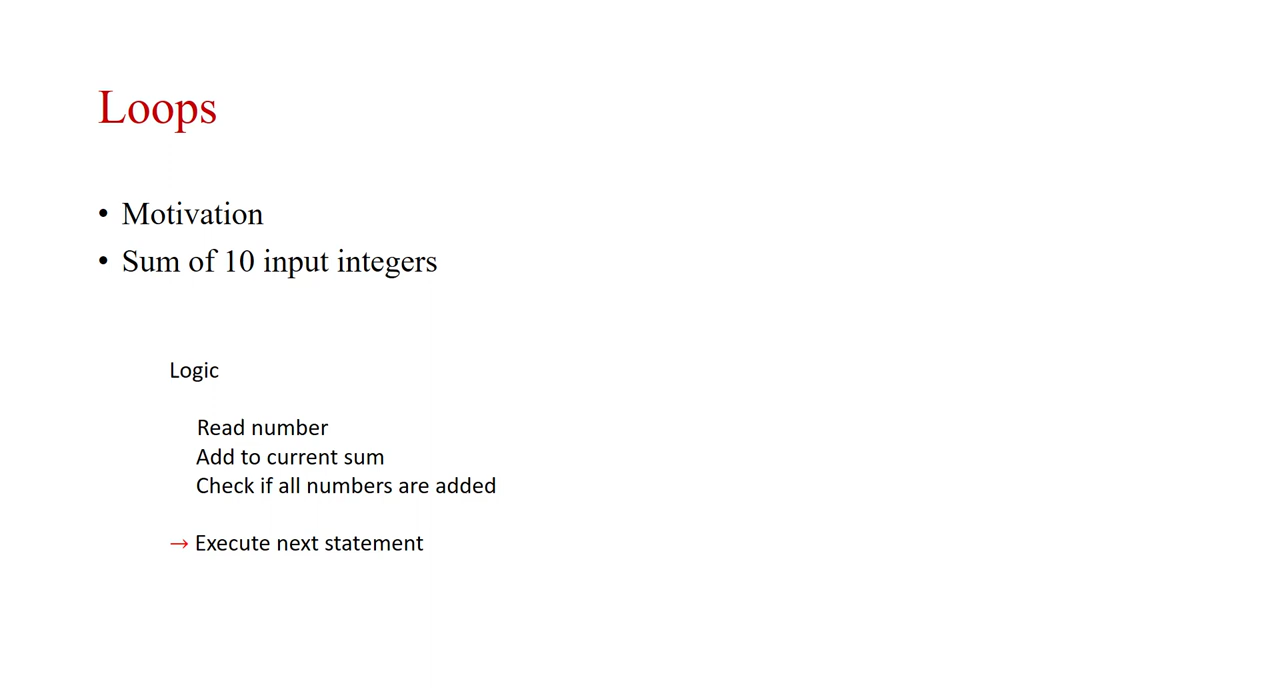 Loops
• Motivation
• Sum of 10 input integers
Logic
Read number
Add to current sum
Check if all numbers are added
→ Execute next statement